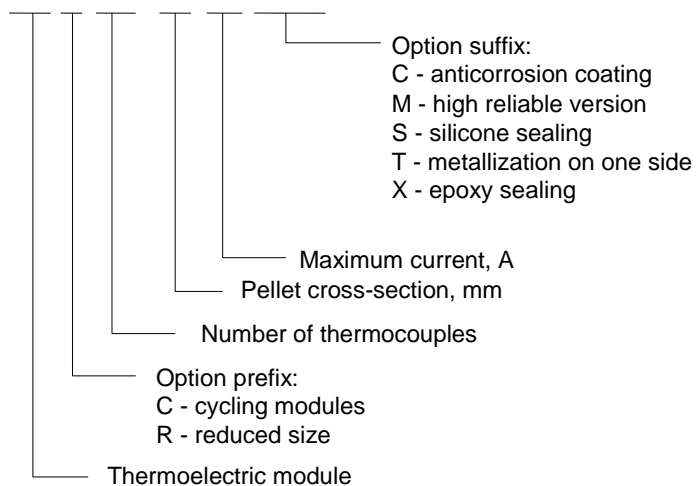 Option suffix:
C - anticorrosion coating
M - high reliable version
S - silicone sealing
T - metallization on one side
X - epoxy sealing
Maximum current, A
Pellet cross-section, mm
Number of thermocouples
Option prefix:
C - cycling modules
R - reduced size
Thermoelectric module